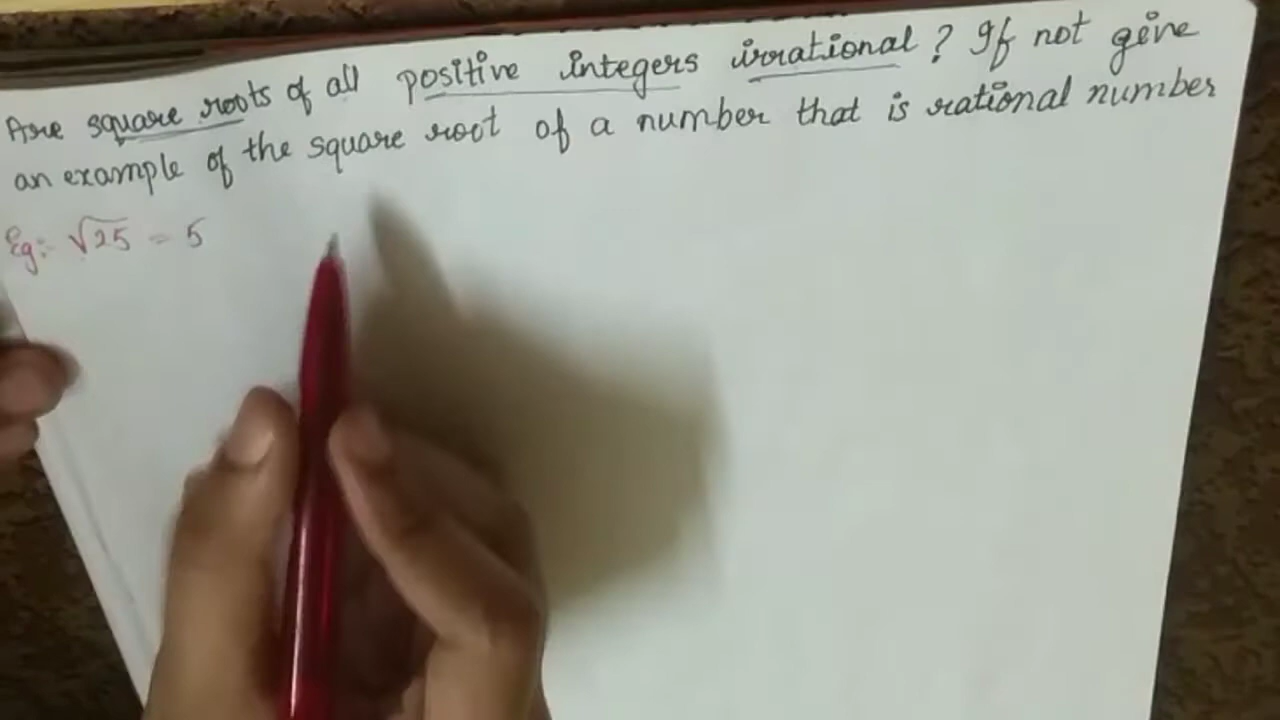 Are square roots of all positive integers irrational ? If not give
an example of the square root of a number that is rational number
Eg:- √25 = 5